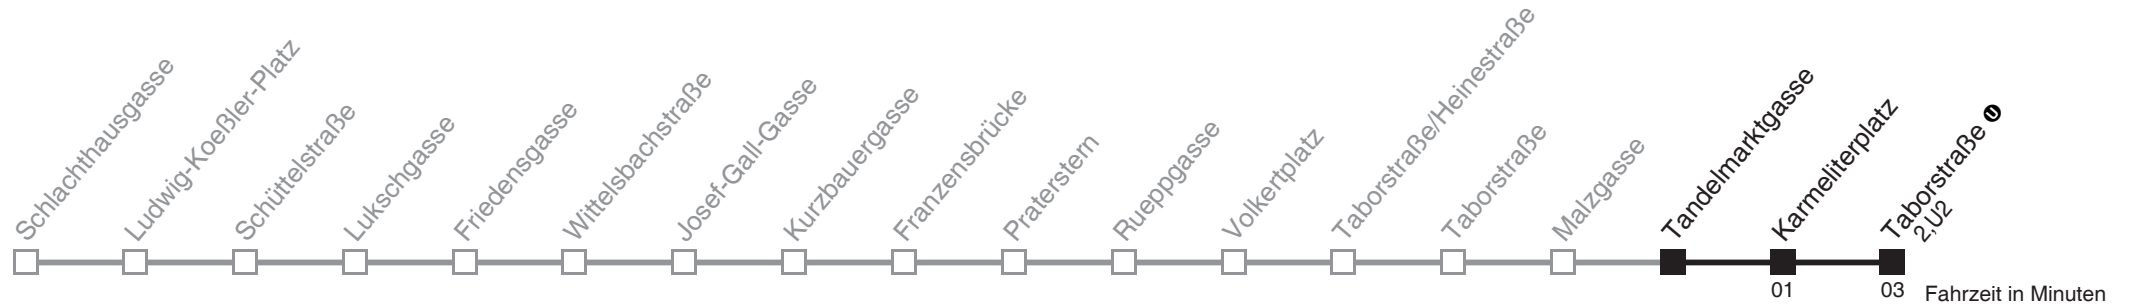 Schlachthausgasse
Ludwig-Koeßler-Platz
Schüttelstraße
Lukschgasse
Friedensgasse
Wittelsbachstraße
Josef-Gall-Gasse
Kurzbauergasse
Franzensbrücke
Praterstern
Rueppgasse
Volkertplatz
Taborstraße/Heinestraße
Taborstraße
Malzgasse
Tandelmarktgasse
Karmeliterplatz
Taborstraße U
2,U2
01
03
Fahrzeit in Minuten